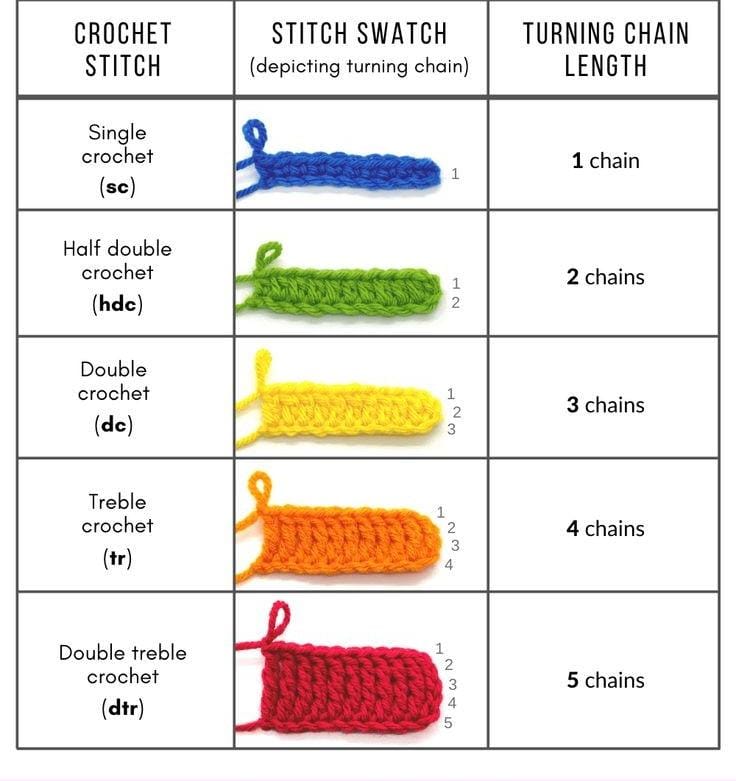 CROCHET
STITCH
STITCH SWATCH
(depicting turning chain)
TURNING CHAIN
LENGTH
Single
crochet
(sc)
1
1 chain
Half double
crochet
(hdc)
1
2
2 chains
Double
crochet
(dc)
1
2
3
3 chains
Treble
crochet
(tr)
1
2
3
4
4 chains
Double treble
crochet
(dtr)
1
2
3
4
5
5 chains